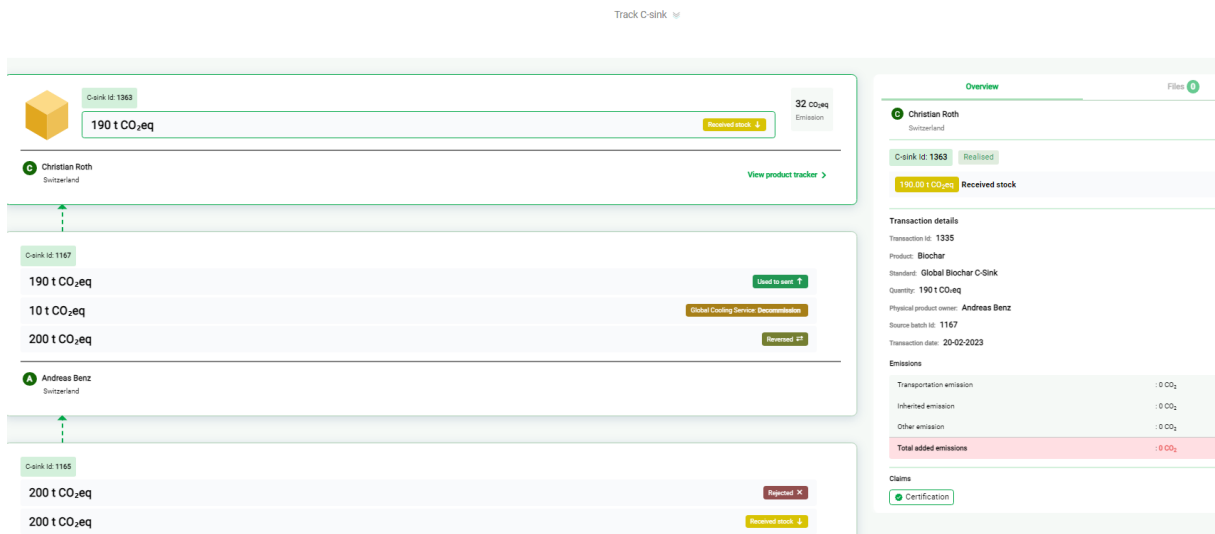 Track C-sink
C-sink Id: 1363
190 t CO₂eq
Received stock ↓
32 CO₂eq
Emission
C Christian Roth
Switzerland
View product tracker >
C-sink Id: 1167
190 t CO₂eq
Used to sent ↑
10 t CO₂eq
Global Cooling Service: Decommission
200 t CO₂eq
Reversed ⇄
A Andreas Benz
Switzerland
C-sink Id: 1165
200 t CO₂eq
Rejected ✕
200 t CO₂eq
Received stock ↓
Overview
Files 0
C Christian Roth
Switzerland
C-sink Id: 1363 Realised
190.00 t CO₂eq Received stock
Transaction details
Transaction Id: 1335
Product: Biochar
Standard: Global Biochar C-Sink
Quantity: 190 t CO₂eq
Physical product owner: Andreas Benz
Source batch Id: 1167
Transaction date: 20-02-2023
Emissions
Transportation emission : 0 CO₂
Inherited emission : 0 CO₂
Other emission : 0 CO₂
Total added emissions : 0 CO₂
Claims
Certification